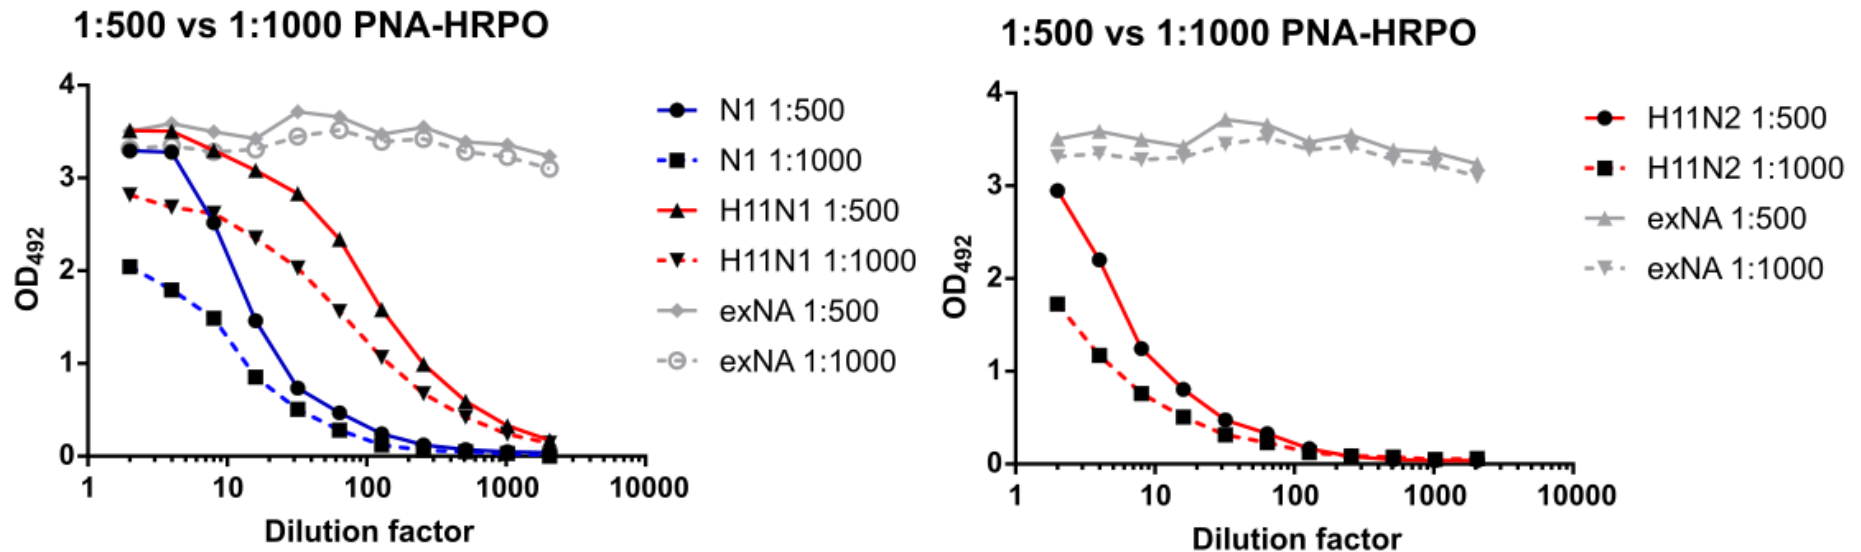 1:500 vs 1:1000 PNA-HRPO
4
3
2
1
0
OD492
1 10 100 1000 10000
Dilution factor
N1 1:500
N1 1:1000
H11N1 1:500
H11N1 1:1000
exNA 1:500
exNA 1:1000
1:500 vs 1:1000 PNA-HRPO
4
3
2
1
0
OD492
1 10 100 1000 10000
Dilution factor
H11N2 1:500
H11N2 1:1000
exNA 1:500
exNA 1:1000